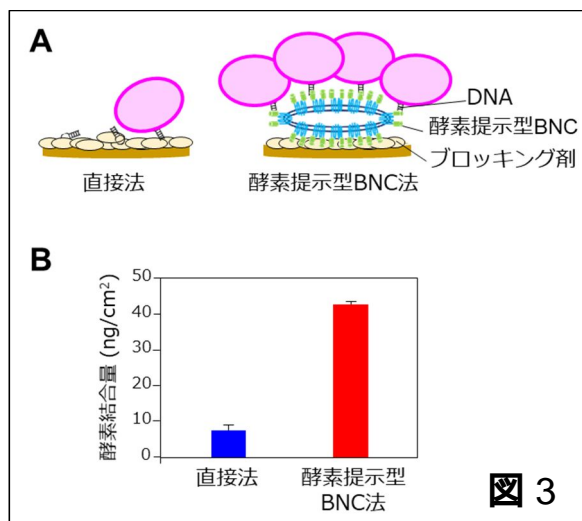 A
DNA
酵素提示型BNC
ブロッキング剤
直接法
酵素提示型BNC法
B
酵素結合量 (ng/cm²)
50
40
30
20
10
0
直接法
酵素提示型
BNC法
図 3